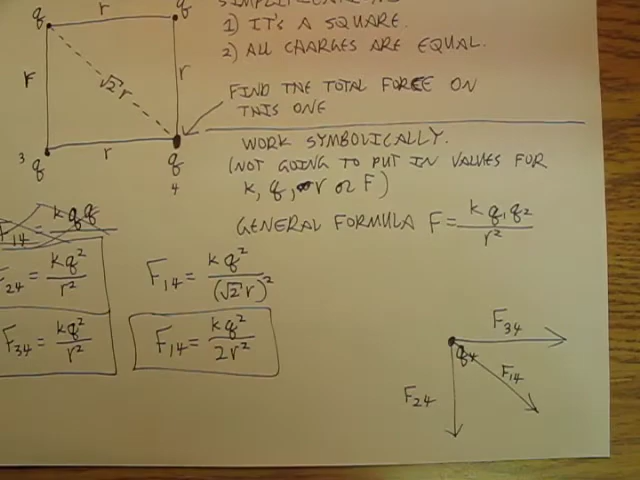 q r q
1) IT'S A SQUARE.
2) ALL CHARGES ARE EQUAL.
r √2 r r
FIND THE TOTAL FORCE ON
THIS ONE
3 q r q 4
WORK SYMBOLICALLY.
(NOT GOING TO PUT IN VALUES FOR
k, q, r OR F)
GENERAL FORMULA F = k q1 q2 / r²
F14 = kqq
F24 = kq² / r²
F14 = kq² / (√2 r)²
F34 = kq² / r²
F14 = kq² / 2r²
F34
q4
F14
F24